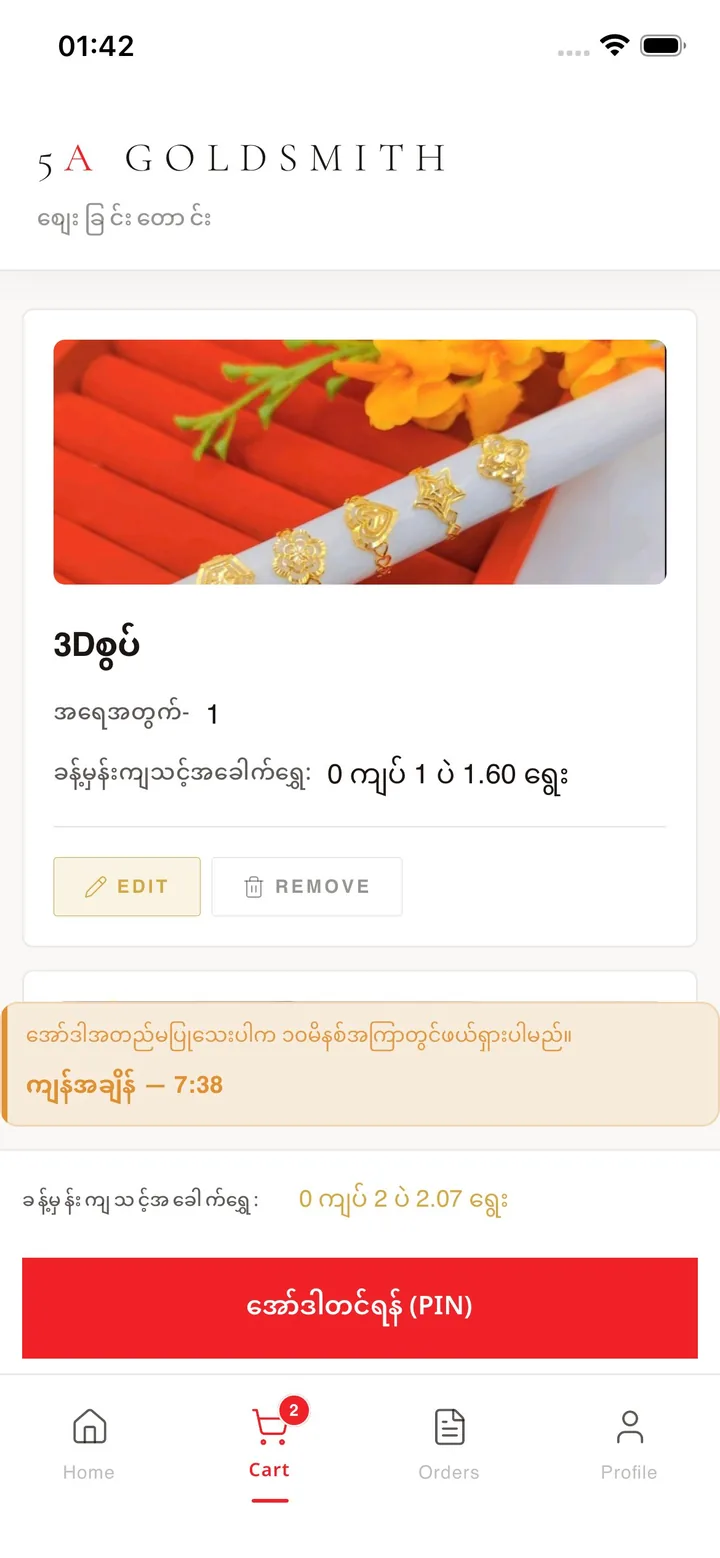 01:42
5A GOLDSMITH
ဈေးခြင်းတောင်း
3Dစွပ်
အရေအတွက်- 1
ခန့်မှန်းကျသင့်အခေါက်ရွှေ: 0 ကျပ် 1 ပဲ 1.60 ရွေး
EDIT
REMOVE
အော်ဒါအတည်မပြုသေးပါက ၁၀မိနစ်အကြာတွင်ဖယ်ရှားပါမည်။
ကျန်အချိန် — 7:38
ခန့်မှန်းကျသင့်အခေါက်ရွှေ: 0 ကျပ် 2 ပဲ 2.07 ရွေး
အော်ဒါတင်ရန် (PIN)
2
Home
Cart
Orders
Profile